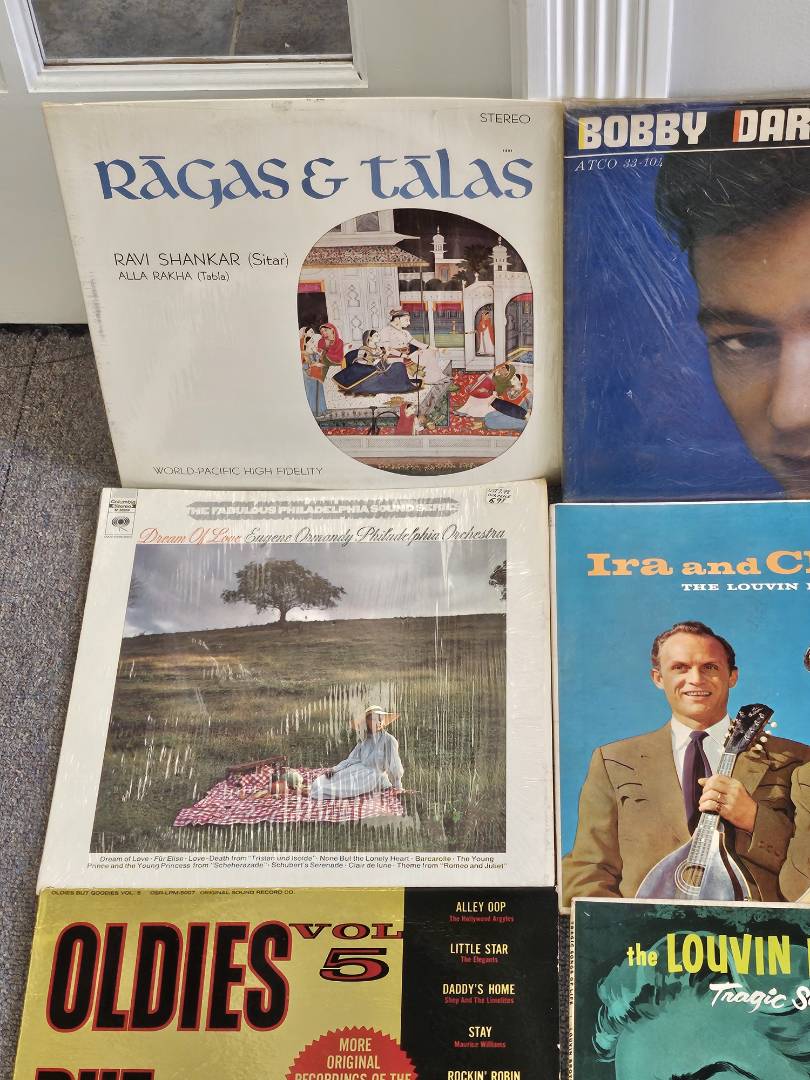 STEREO
RĀGAS & TĀLAS
RAVI SHANKAR (Sitar)
ALLA RAKHA (Tabla)
WORLD-PACIFIC HIGH FIDELITY
BOBBY DAR
ATCO 33-10
Columbia
Stereo
THE FABULOUS PHILADELPHIA SOUND SERIES
Dream Of Love Eugene Ormandy Philadelphia Orchestra
Dream of Love · Für Elise · Love-Death from "Tristan und Isolde" · None But the Lonely Heart · Barcarolle · The Young
Prince and the Young Princess from "Scheherazade" · Schubert's Serenade · Clair de lune · Theme from "Romeo and Juliet"
Ira and C
THE LOUVIN
OLDIES BUT GOODIES VOL. 5 OSR-LPM-5007 ORIGINAL SOUND RECORD CO.
OLDIES VOL 5
MORE
ORIGINAL
RECORDINGS OF THE
ALLEY OOP
The Hollywood Argyles
LITTLE STAR
The Elegants
DADDY'S HOME
Shep And The Limelites
STAY
Maurice Williams
ROCKIN' ROBIN
the LOUVIN
Tragic